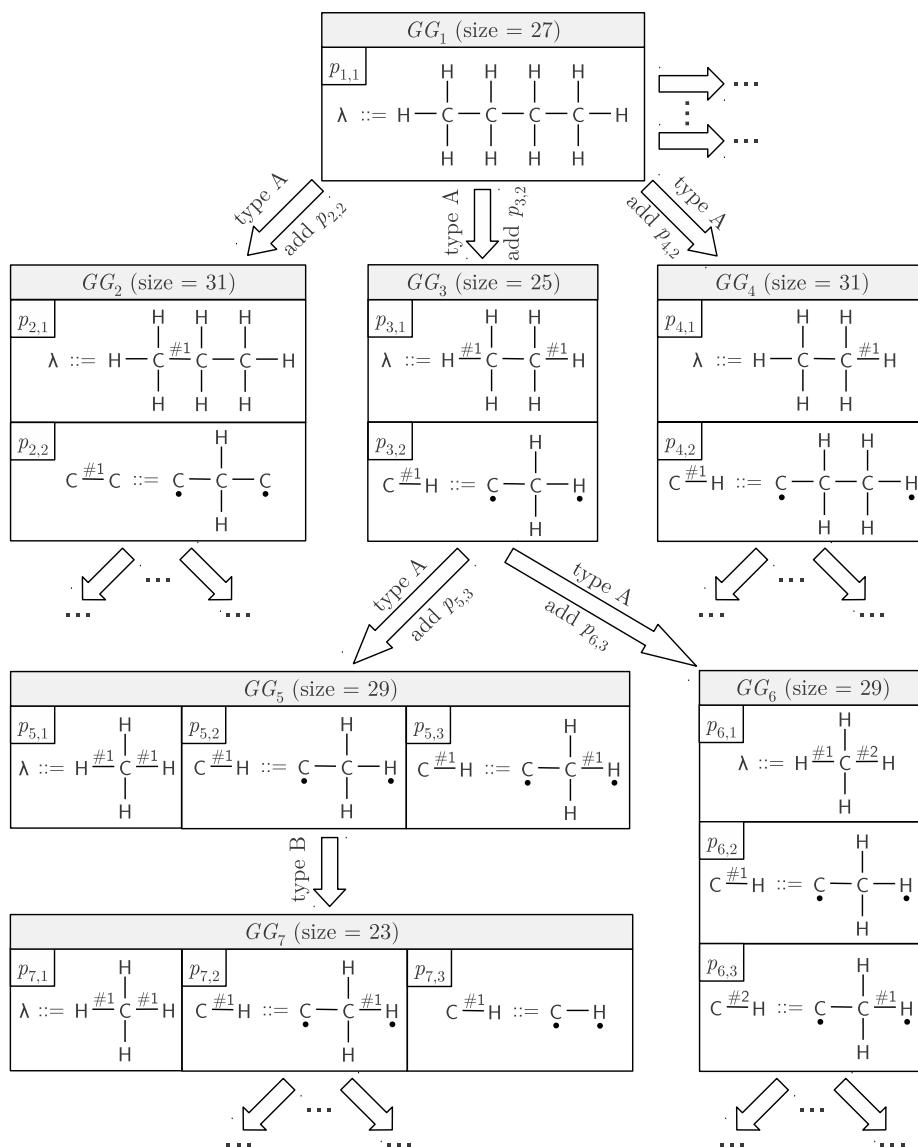 GG1 (size = 27)
p1,1
H H H H
λ ::= H C C C C H
H H H H
type A
add p2,2
type A
add p3,2
type A
add p4,2
GG2 (size = 31)
p2,1
H H H
#1
λ ::= H C C C H
H H H
p2,2
H
C #1 C ::= C C C
H
GG3 (size = 25)
p3,1
H H
λ ::= H #1 C C #1 H
H H
p3,2
H
C #1 H ::= C C H
H
GG4 (size = 31)
p4,1
H H
λ ::= H C C #1 H
H H
p4,2
H H
C #1 H ::= C C C H
H H
type A
add p5,3
type A
add p6,3
GG5 (size = 29)
p5,1
H
λ ::= H #1 C #1 H
H
p5,2
H
C #1 H ::= C C H
H
p5,3
H
C #1 H ::= C C #1 H
H
GG6 (size = 29)
p6,1
H
λ ::= H #1 C #2 H
H
p6,2
H
C #1 H ::= C C H
H
p6,3
H
C #2 H ::= C C #1 H
H
type B
GG7 (size = 23)
p7,1
H
λ ::= H #1 C #1 H
H
p7,2
H
C #1 H ::= C C #1 H
H
p7,3
C #1 H ::= C H